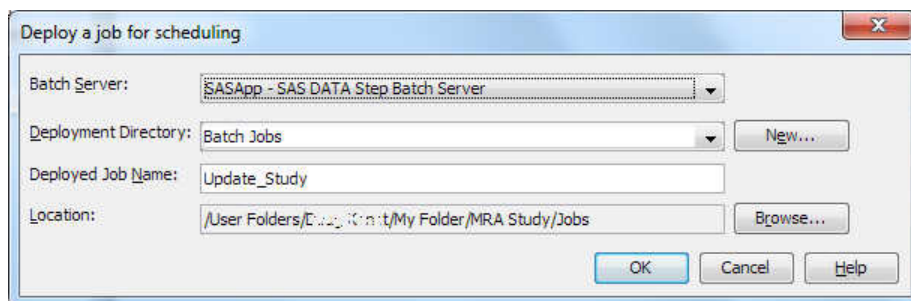 Deploy a job for scheduling
Batch Server:
SASApp - SAS DATA Step Batch Server
Deployment Directory:
Batch Jobs
New...
Deployed Job Name:
Update_Study
Location:
/User Folders/ /My Folder/MRA Study/Jobs
Browse...
OK
Cancel
Help